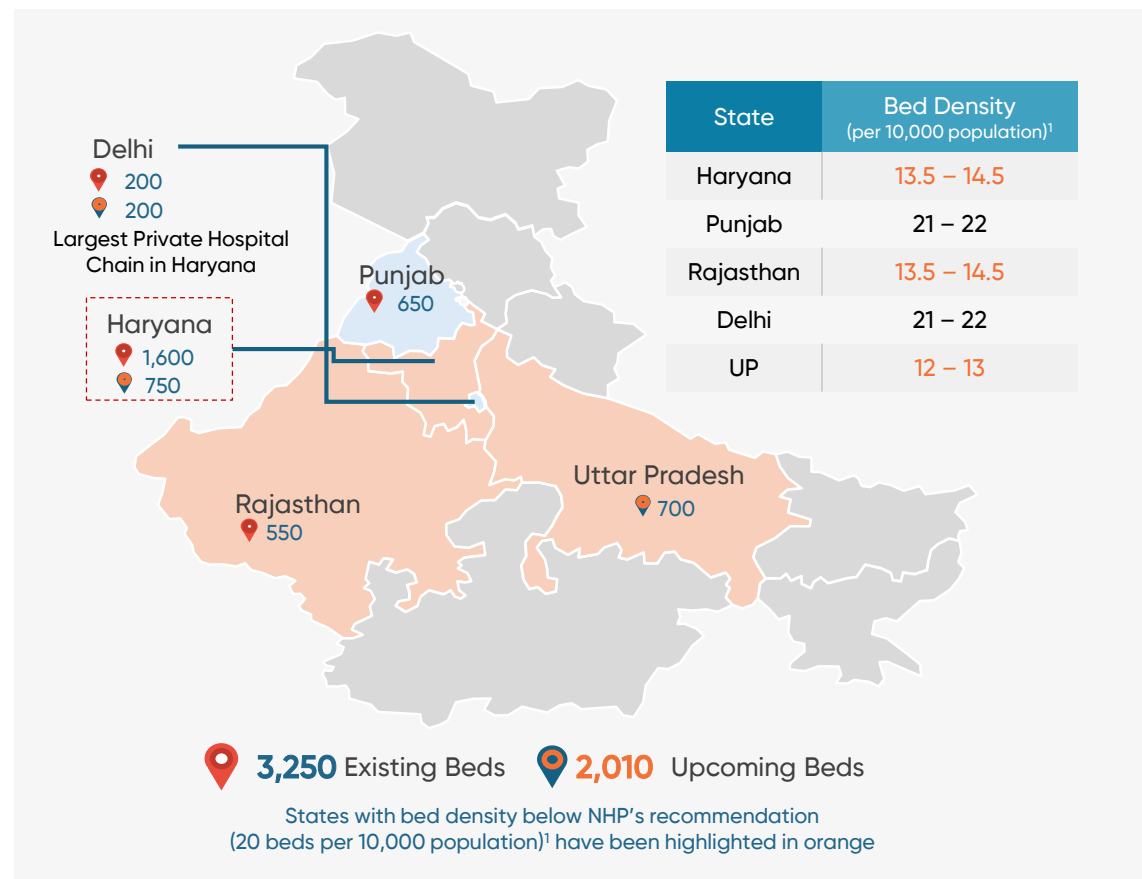 State
Bed Density
(per 10,000 population)¹
Haryana
13.5 – 14.5
Punjab
21 – 22
Rajasthan
13.5 – 14.5
Delhi
21 – 22
UP
12 – 13
Delhi
200
200
Largest Private Hospital
Chain in Haryana
Haryana
1,600
750
Punjab
650
Rajasthan
550
Uttar Pradesh
700
3,250 Existing Beds
2,010 Upcoming Beds
States with bed density below NHP’s recommendation
(20 beds per 10,000 population)¹ have been highlighted in orange